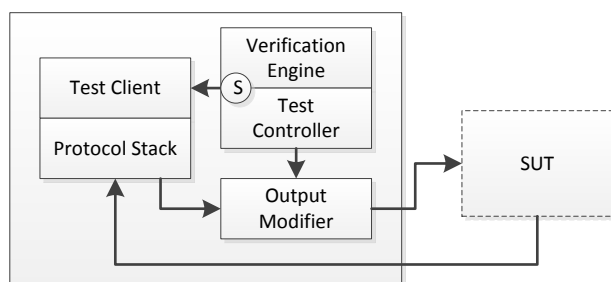 Verification
Engine
Test Client
S
Test
Controller
Protocol Stack
SUT
Output
Modifier